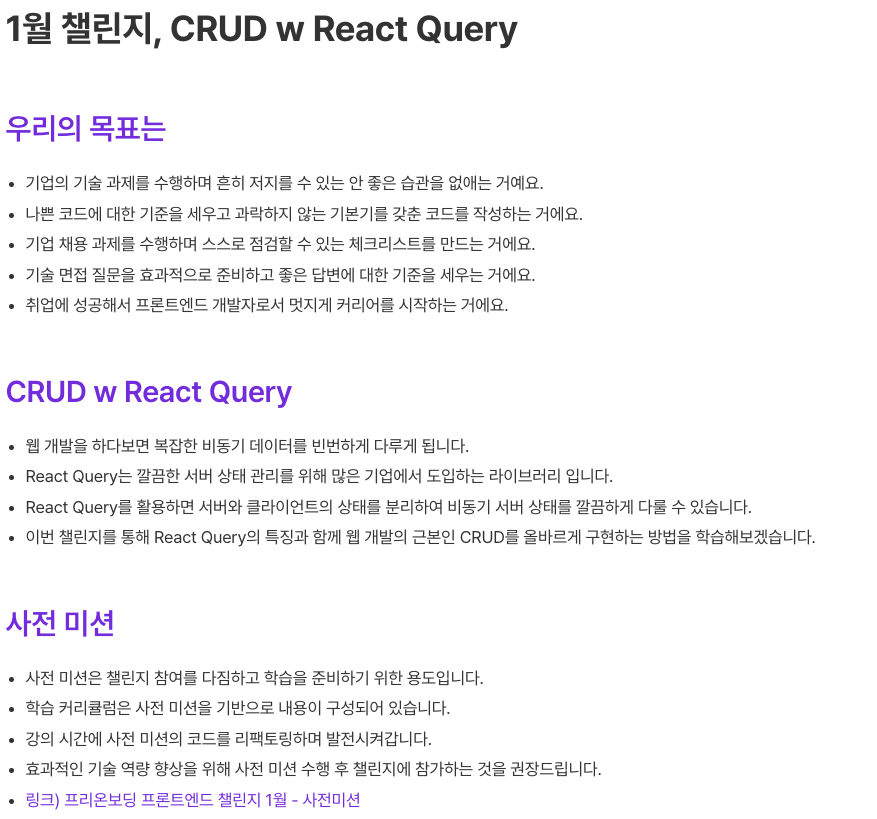 1월 챌린지, CRUD w React Query
우리의 목표는
• 기업의 기술 과제를 수행하며 흔히 저지를 수 있는 안 좋은 습관을 없애는 거예요.
• 나쁜 코드에 대한 기준을 세우고 과락하지 않는 기본기를 갖춘 코드를 작성하는 거에요.
• 기업 채용 과제를 수행하며 스스로 점검할 수 있는 체크리스트를 만드는 거에요.
• 기술 면접 질문을 효과적으로 준비하고 좋은 답변에 대한 기준을 세우는 거에요.
• 취업에 성공해서 프론트엔드 개발자로서 멋지게 커리어를 시작하는 거에요.
CRUD w React Query
• 웹 개발을 하다보면 복잡한 비동기 데이터를 빈번하게 다루게 됩니다.
• React Query는 깔끔한 서버 상태 관리를 위해 많은 기업에서 도입하는 라이브러리 입니다.
• React Query를 활용하면 서버와 클라이언트의 상태를 분리하여 비동기 서버 상태를 깔끔하게 다룰 수 있습니다.
• 이번 챌린지를 통해 React Query의 특징과 함께 웹 개발의 근본인 CRUD를 올바르게 구현하는 방법을 학습해보겠습니다.
사전 미션
• 사전 미션은 챌린지 참여를 다짐하고 학습을 준비하기 위한 용도입니다.
• 학습 커리큘럼은 사전 미션을 기반으로 내용이 구성되어 있습니다.
• 강의 시간에 사전 미션의 코드를 리팩토링하며 발전시켜갑니다.
• 효과적인 기술 역량 향상을 위해 사전 미션 수행 후 챌린지에 참가하는 것을 권장드립니다.
• 링크) 프리온보딩 프론트엔드 챌린지 1월 - 사전미션